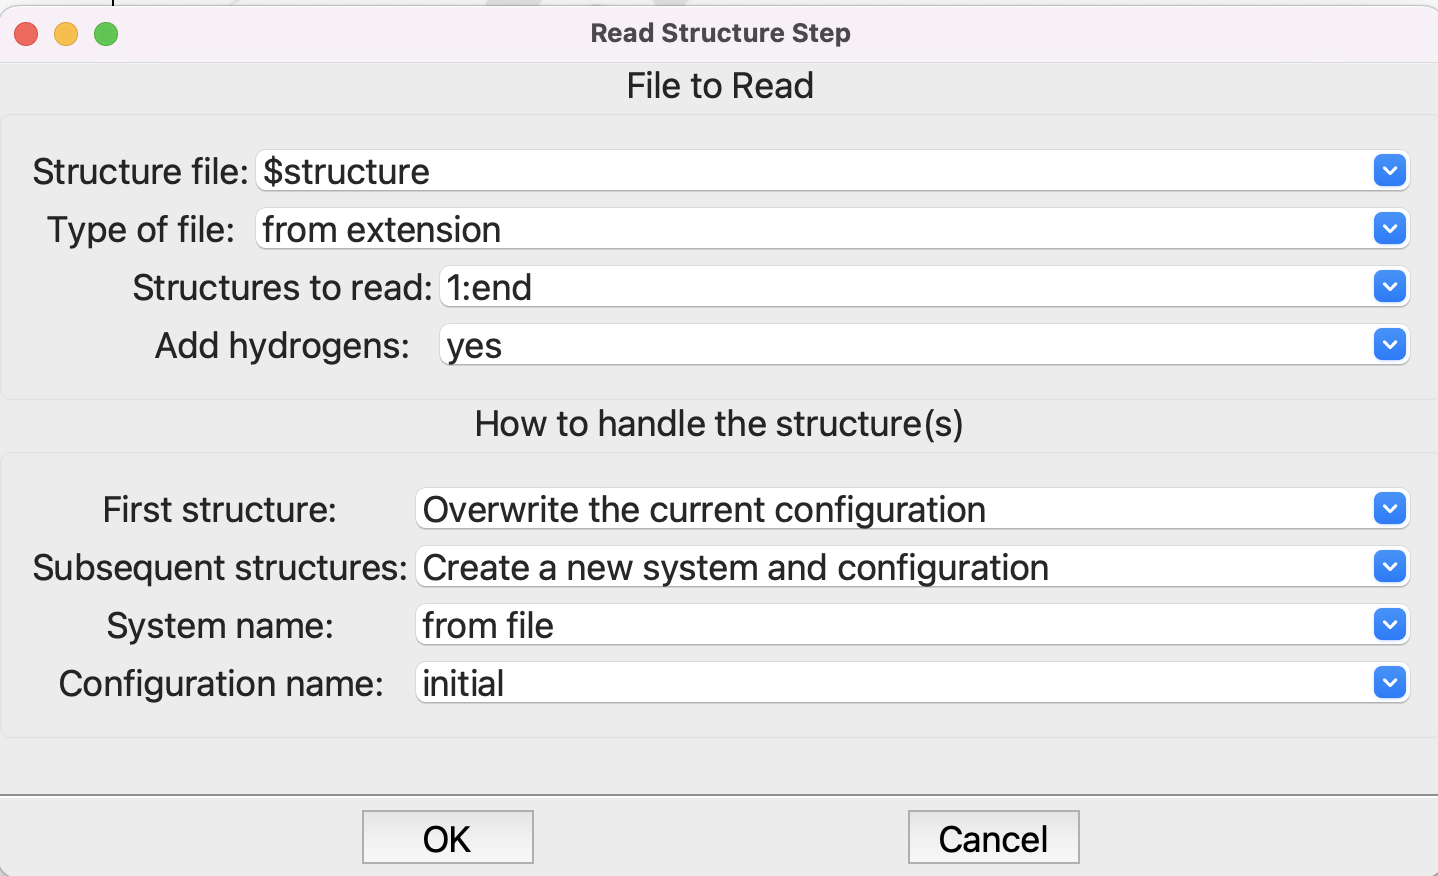 Read Structure Step
File to Read
Structure file: $structure
Type of file: from extension
Structures to read: 1:end
Add hydrogens: yes
How to handle the structure(s)
First structure: Overwrite the current configuration
Subsequent structures: Create a new system and configuration
System name: from file
Configuration name: initial
OK Cancel